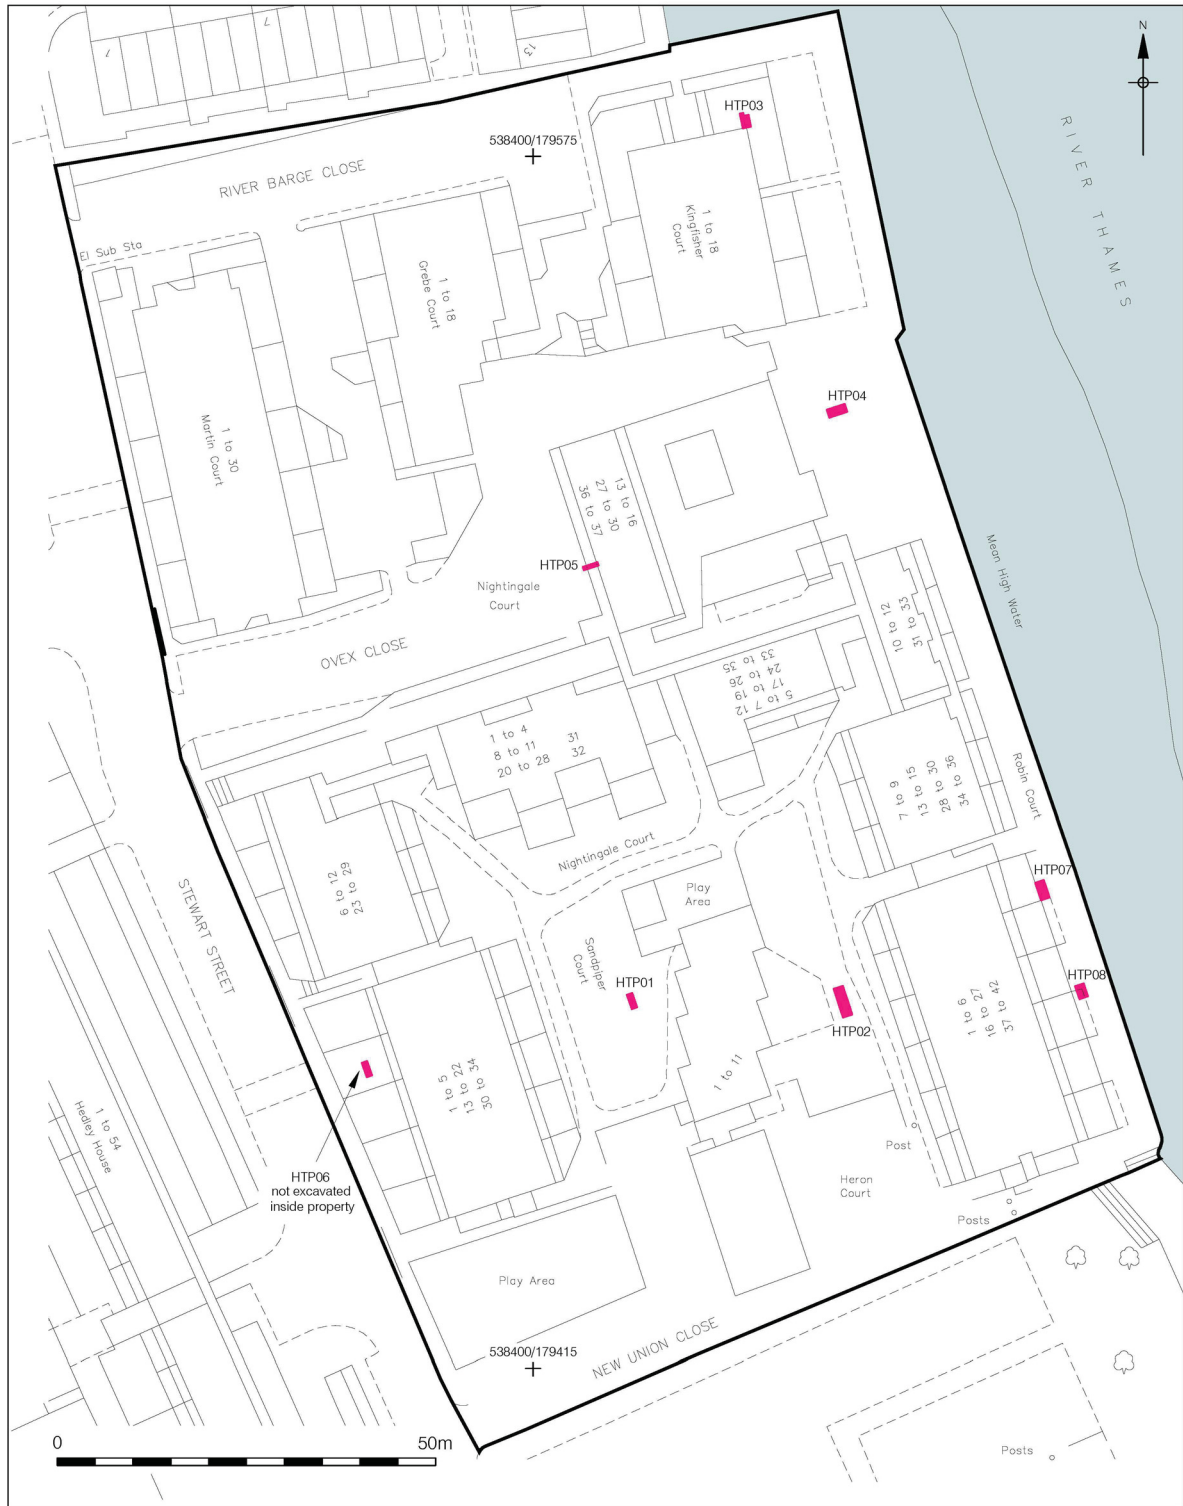 7
7
13
N
HTP03
538400/179575
RIVER BARGE CLOSE
RIVER THAMES
El Sub Sta
1 to 18
Kingfisher
Court
1 to 18
Grebe Court
HTP04
1 to 30
Martin Court
13 to 16
27 to 30
36 to 37
HTP05
Nightingale
Court
Mean High Water
10 to 12
31 to 33
OVEX CLOSE
5 to 7 12
17 to 19
24 to 26
33 to 35
1 to 4
8 to 11 31
20 to 28 32
Robin Court
7 to 9
13 to 15
28 to 30
34 to 36
Nightingale Court
6 to 12
23 to 29
Play
Area
HTP07
STEWART STREET
Sandpiper
Court
HTP01
HTP08
HTP02
1 to 6
16 to 27
37 to 42
1 to 11
1 to 5
13 to 22
30 to 34
1 to 54
Hedley House
Post
HTP06
not excavated
inside property
Heron
Court
Posts
Play Area
NEW UNION CLOSE
538400/179415
0 50m
Posts